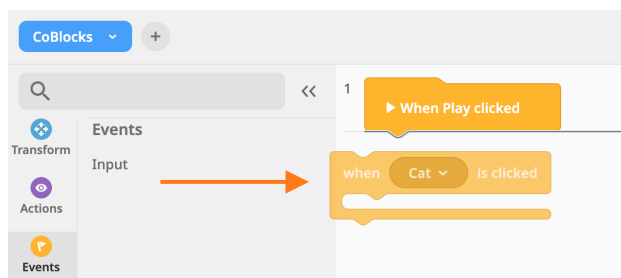 CoBlocks
+
1
When Play clicked
Transform
Events
Input
when Cat is clicked
Actions
Events